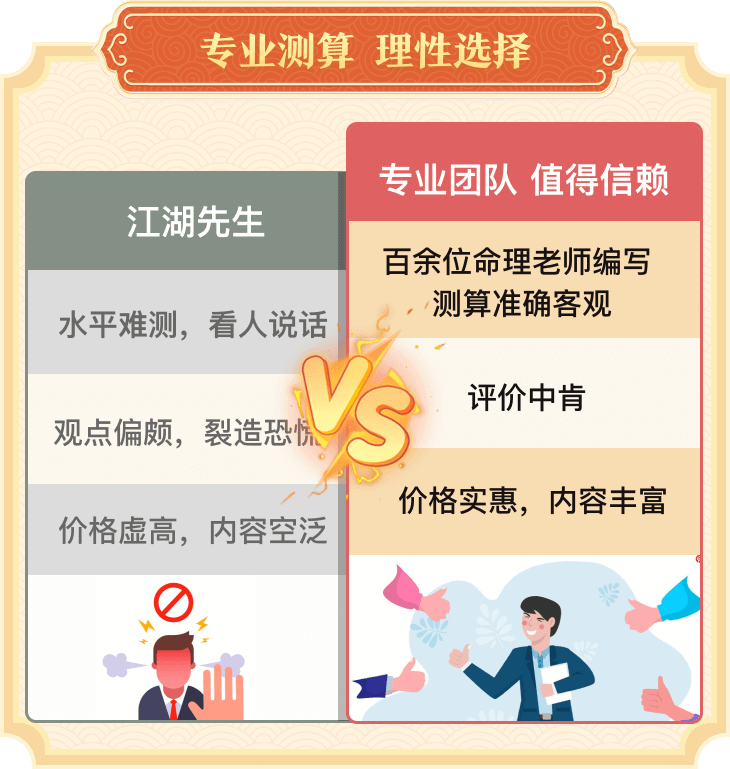 专业测算 理性选择
江湖先生
水平难测，看人说话
观点偏颇，裂造恐慌
价格虚高，内容空泛
VS
专业团队 值得信赖
百余位命理老师编写
测算准确客观
评价中肯
价格实惠，内容丰富